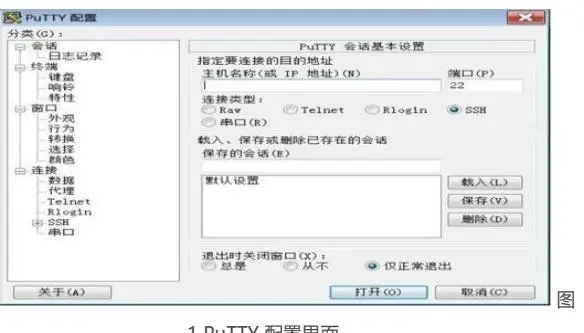 PuTTY 配置
分类(G):
会话
日志记录
终端
键盘
响铃
特性
窗口
外观
行为
转换
选择
颜色
连接
数据
代理
Telnet
Rlogin
SSH
串口
PuTTY 会话基本设置
指定要连接的目的地址
主机名称(或 IP 地址)(N) 端口(P)
22
连接类型:
Raw Telnet Rlogin SSH
串口(R)
载入、保存或删除已存在的会话
保存的会话(E)
默认设置
载入(L)
保存(V)
删除(D)
退出时关闭窗口(X):
总是 从不 仅正常退出
关于(A) 打开(O) 取消(C)
图
1 PuTTY 配置界面